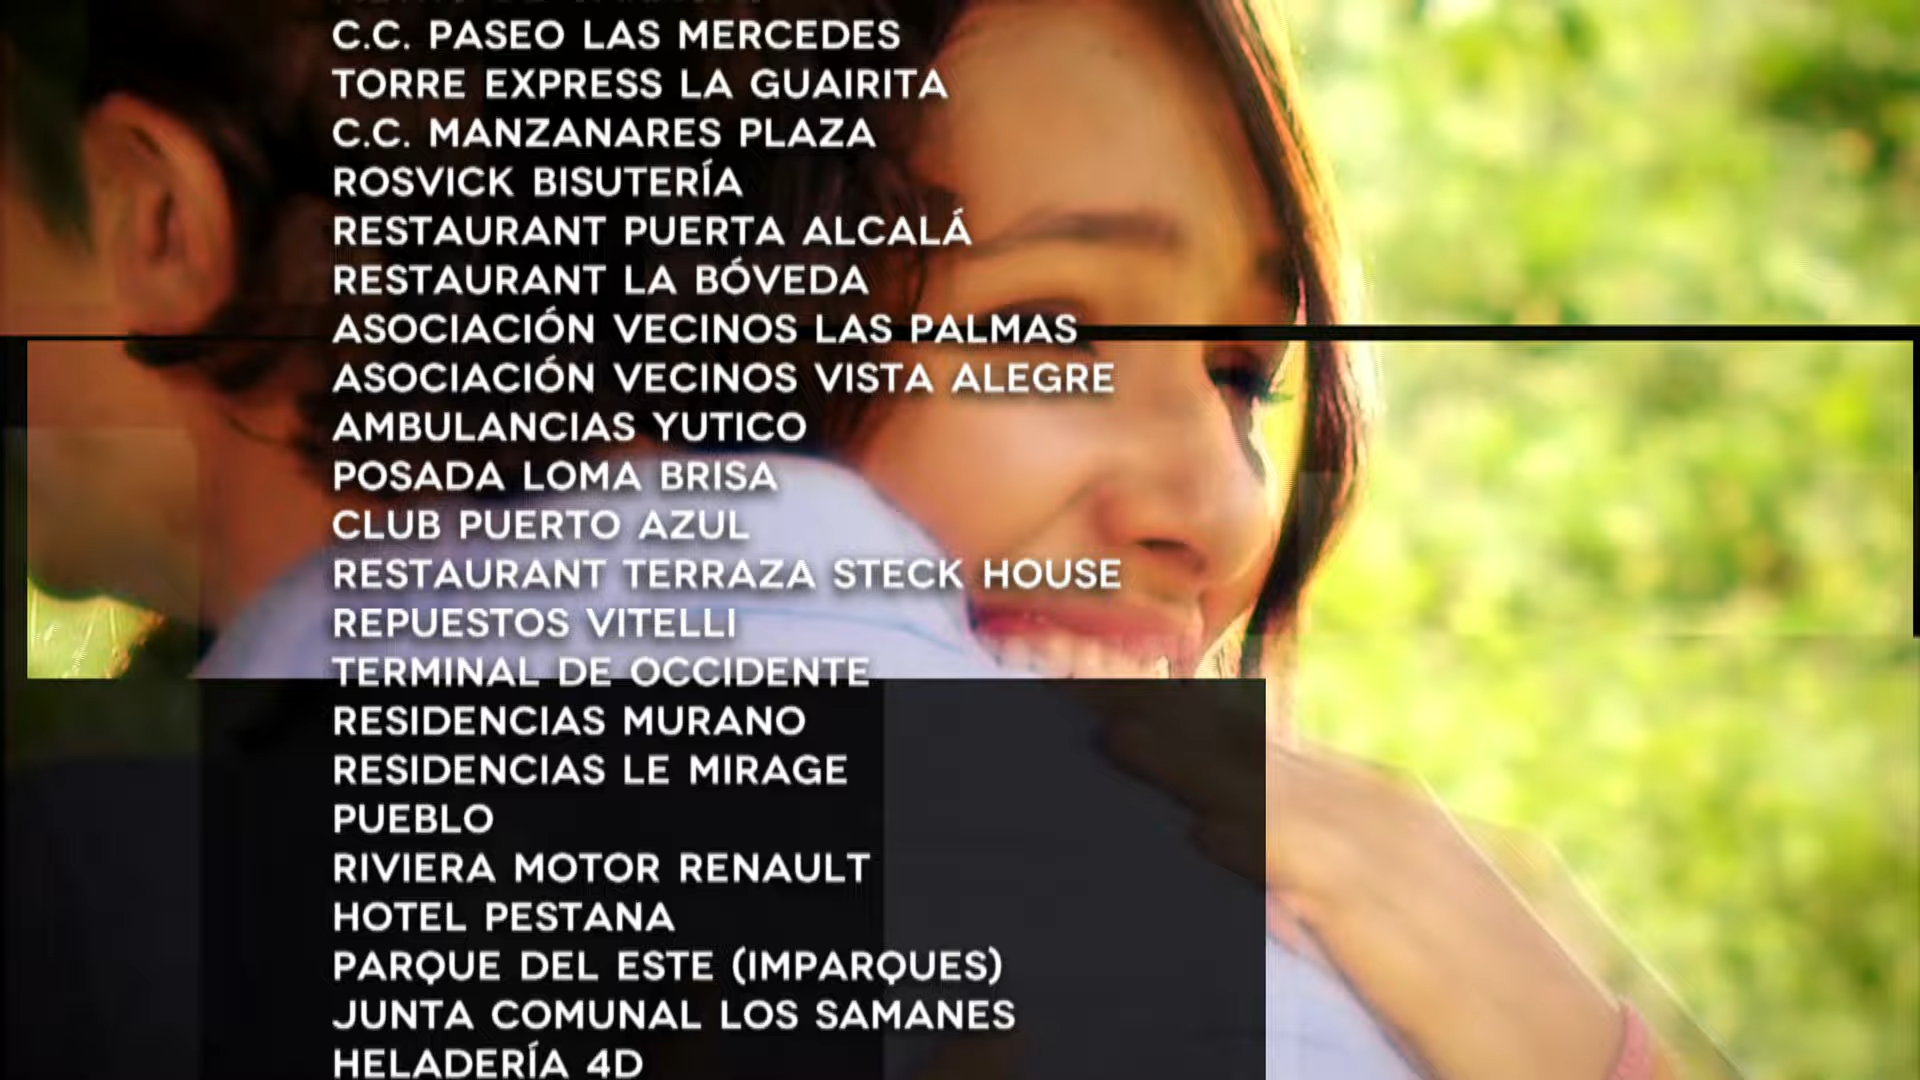 C.C. PASEO LAS MERCEDES
TORRE EXPRESS LA GUAIRITA
C.C. MANZANARES PLAZA
ROSVICK BISUTERÍA
RESTAURANT PUERTA ALCALÁ
RESTAURANT LA BÓVEDA
ASOCIACIÓN VECINOS LAS PALMAS
ASOCIACIÓN VECINOS VISTA ALEGRE
AMBULANCIAS YUTICO
POSADA LOMA BRISA
CLUB PUERTO AZUL
RESTAURANT TERRAZA STECK HOUSE
REPUESTOS VITELLI
TERMINAL DE OCCIDENTE
RESIDENCIAS MURANO
RESIDENCIAS LE MIRAGE
PUEBLO
RIVIERA MOTOR RENAULT
HOTEL PESTANA
PARQUE DEL ESTE (IMPARQUES)
JUNTA COMUNAL LOS SAMANES
HELADERÍA 4D